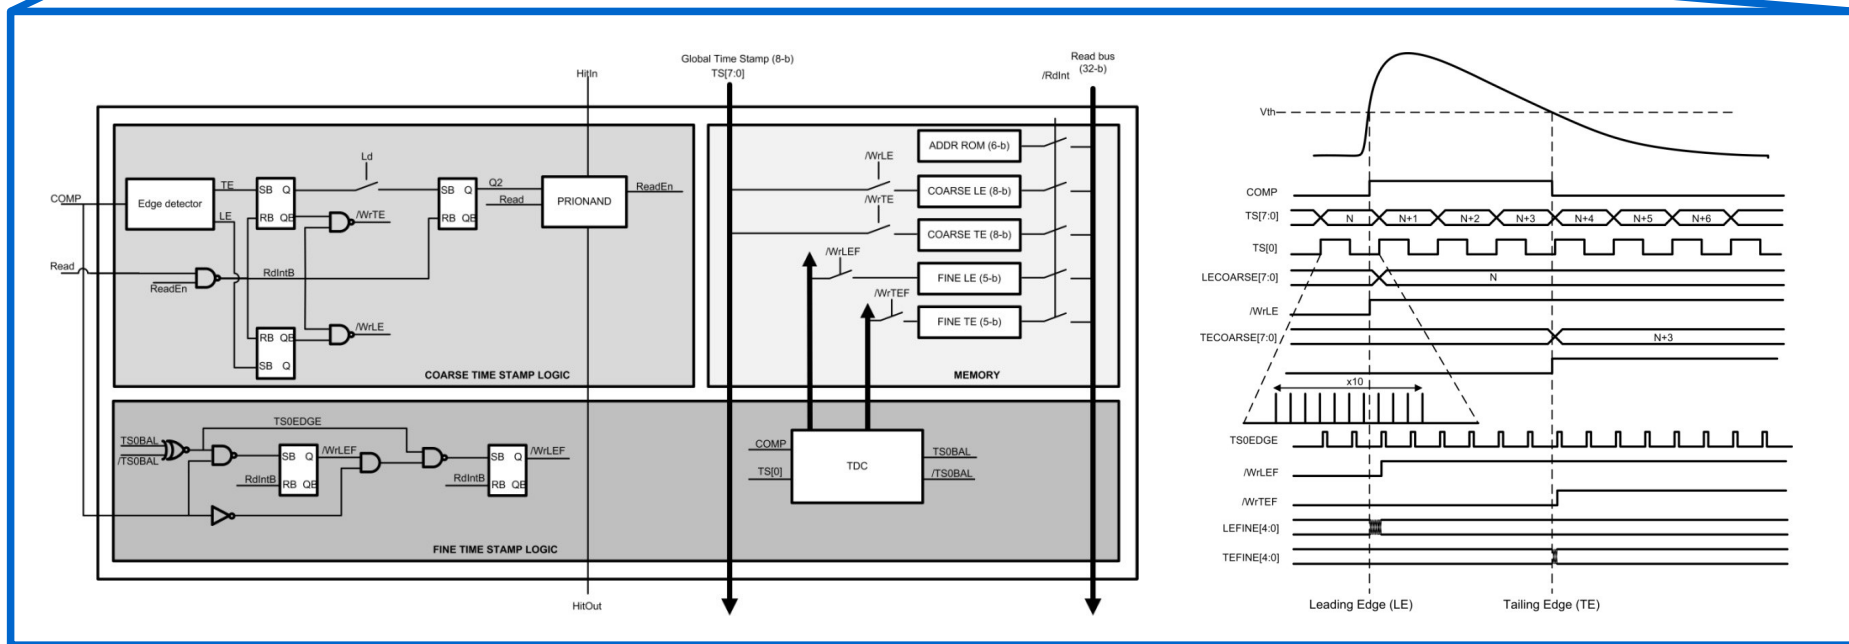 Global Time Stamp (8-b)
TS[7:0]
Read bus
(32-b)
HitIn
/RdInt
Ld
COMP
Edge detector
TE
LE
SB Q
RB QB
/WrTE
SB Q
RB QB
Q2
Read
PRIONAND
ReadEn
Read
ReadEn
RdIntB
RB QB
SB Q
/WrLE
COARSE TIME STAMP LOGIC
/WrLE
/WrTE
/WrLEF
/WrTEF
ADDR ROM (6-b)
COARSE LE (8-b)
COARSE TE (8-b)
FINE LE (5-b)
FINE TE (5-b)
MEMORY
TS0BAL
/TS0BAL
TS0EDGE
SB Q
RB QB
RdIntB
/WrLEF
SB Q
RB QB
RdIntB
/WrLEF
COMP
TS[0]
TDC
TS0BAL
/TS0BAL
FINE TIME STAMP LOGIC
HitOut
Vth
COMP
TS[7:0]
N N+1 N+2 N+3 N+4 N+5 N+6
TS[0]
LECOARSE[7:0]
N
/WrLE
TECOARSE[7:0]
N+3
x10
TS0EDGE
/WrLEF
/WrTEF
LEFINE[4:0]
TEFINE[4:0]
Leading Edge (LE)
Tailing Edge (TE)